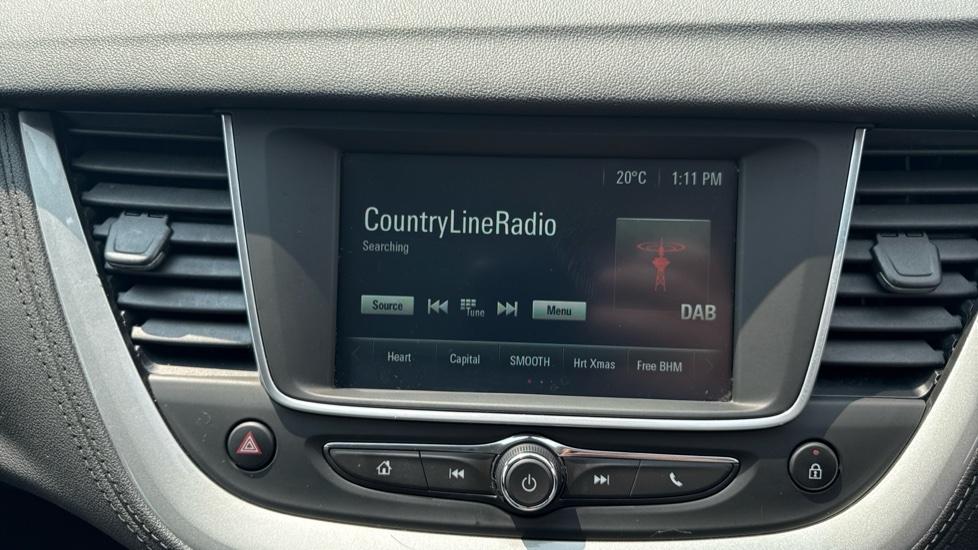 20°C 1:11 PM
CountryLineRadio
Searching
Source Tune Menu
DAB
Heart Capital SMOOTH Hrt Xmas Free BHM